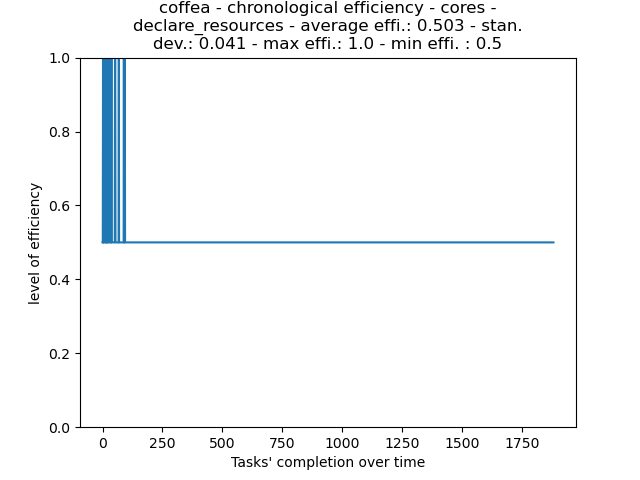 coffea - chronological efficiency - cores -
declare_resources - average effi.: 0.503 - stan.
dev.: 0.041 - max effi.: 1.0 - min effi. : 0.5
1.0
0.8
0.6
0.4
0.2
0.0
level of efficiency
0 250 500 750 1000 1250 1500 1750
Tasks' completion over time